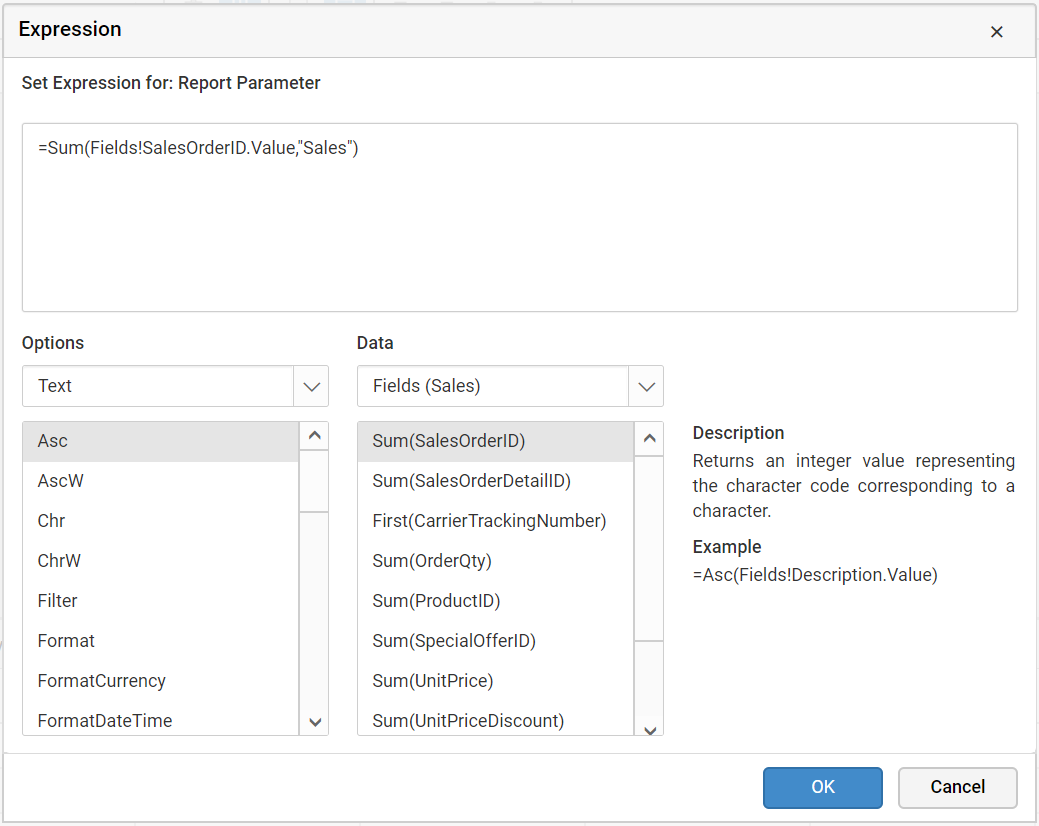 Expression
Set Expression for: Report Parameter
=Sum(Fields!SalesOrderID.Value,"Sales")
Options
Text
Asc
AscW
Chr
ChrW
Filter
Format
FormatCurrency
FormatDateTime
Data
Fields (Sales)
Sum(SalesOrderID)
Sum(SalesOrderDetailID)
First(CarrierTrackingNumber)
Sum(OrderQty)
Sum(ProductID)
Sum(SpecialOfferID)
Sum(UnitPrice)
Sum(UnitPriceDiscount)
Description
Returns an integer value representing
the character code corresponding to a
character.
Example
=Asc(Fields!Description.Value)
OK
Cancel